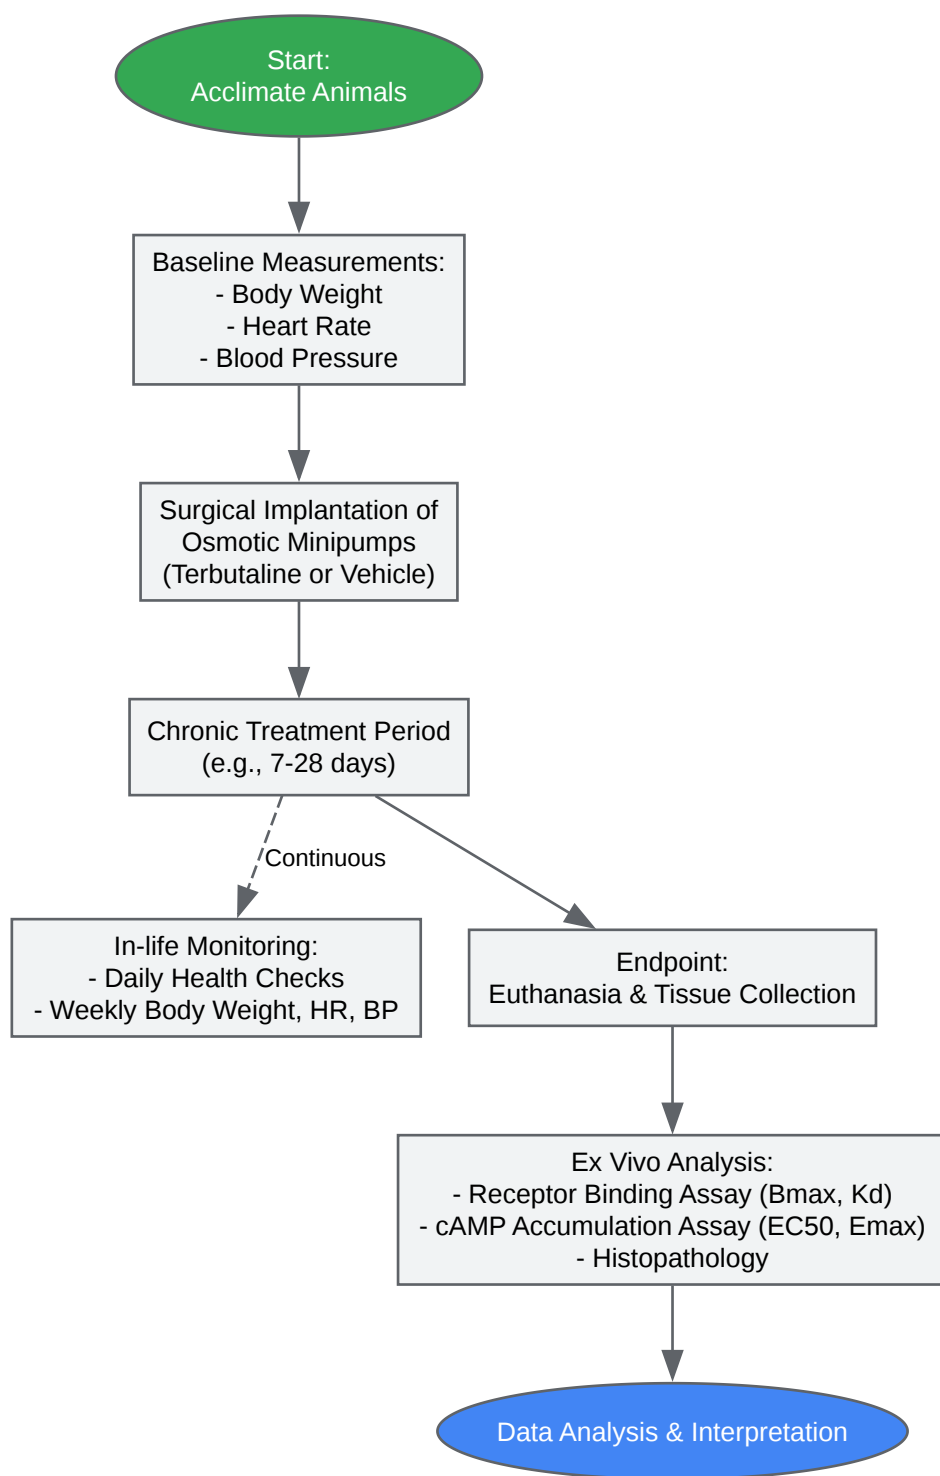 Start:
Acclimate Animals
Baseline Measurements:
- Body Weight
- Heart Rate
- Blood Pressure
Surgical Implantation of
Osmotic Minipumps
(Terbutaline or Vehicle)
Chronic Treatment Period
(e.g., 7-28 days)
Continuous
In-life Monitoring:
- Daily Health Checks
- Weekly Body Weight, HR, BP
Endpoint:
Euthanasia & Tissue Collection
Ex Vivo Analysis:
- Receptor Binding Assay (Bmax, Kd)
- cAMP Accumulation Assay (EC50, Emax)
- Histopathology
Data Analysis & Interpretation